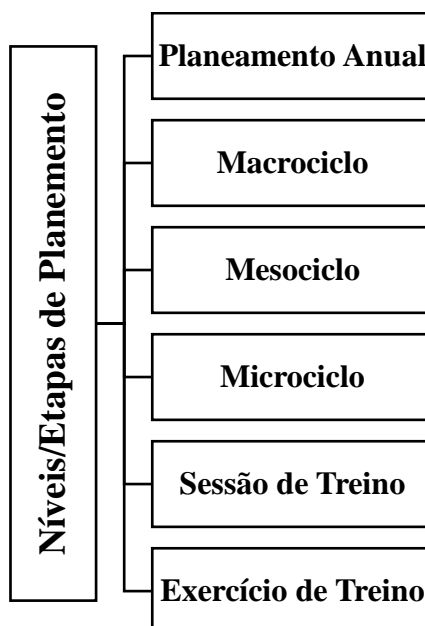 Níveis/Etapas de Planemento
Planeamento Anual
Macrociclo
Mesociclo
Microciclo
Sessão de Treino
Exercício de Treino